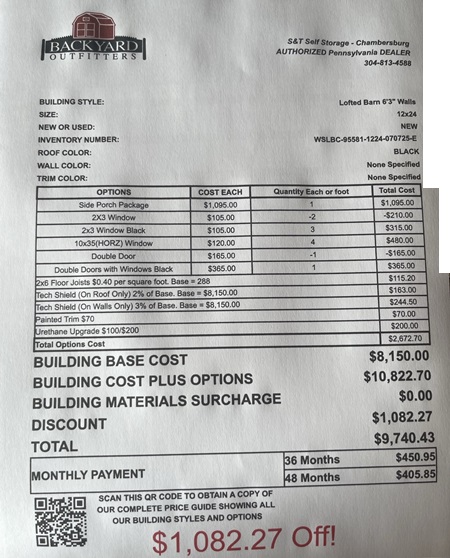 BACKYARD
OUTFITTERS
S&T Self Storage - Chambersburg
AUTHORIZED Pennsylvania DEALER
304-813-4588
BUILDING STYLE: Lofted Barn 6'3" Walls
SIZE: 12x24
NEW OR USED: NEW
INVENTORY NUMBER: WSLBC-95581-1224-070725-E
ROOF COLOR: BLACK
WALL COLOR: None Specified
TRIM COLOR: None Specified
OPTIONS COST EACH Quantity Each or foot Total Cost
Side Porch Package $1,095.00 1 $1,095.00
2X3 Window $105.00 -2 -$210.00
2x3 Window Black $105.00 3 $315.00
10x35(HORZ) Window $120.00 4 $480.00
Double Door $165.00 -1 -$165.00
Double Doors with Windows Black $365.00 1 $365.00
2x6 Floor Joists $0.40 per square foot. Base = 288 $115.20
Tech Shield (On Roof Only) 2% of Base. Base = $8,150.00 $163.00
Tech Shield (On Walls Only) 3% of Base. Base = $8,150.00 $244.50
Painted Trim $70 $70.00
Urethane Upgrade $100/$200 $200.00
Total Options Cost $2,672.70
BUILDING BASE COST $8,150.00
BUILDING COST PLUS OPTIONS $10,822.70
BUILDING MATERIALS SURCHARGE $0.00
DISCOUNT $1,082.27
TOTAL $9,740.43
MONTHLY PAYMENT 36 Months $450.95
48 Months $405.85
SCAN THIS QR CODE TO OBTAIN A COPY OF
OUR COMPLETE PRICE GUIDE SHOWING ALL
OUR BUILDING STYLES AND OPTIONS
$1,082.27 Off!